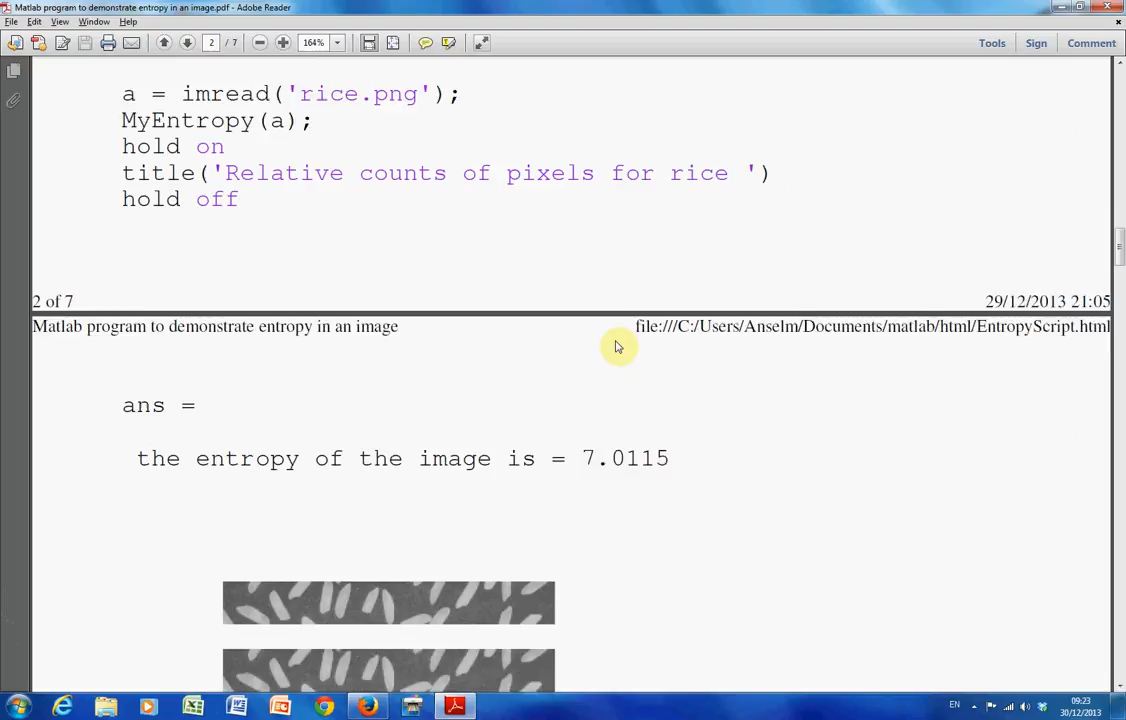 Matlab program to demonstrate entropy in an image.pdf - Adobe Reader
File Edit View Window Help
2 / 7 164% Tools Sign Comment
a = imread('rice.png');
MyEntropy(a);
hold on
title('Relative counts of pixels for rice ')
hold off
2 of 7 29/12/2013 21:05
Matlab program to demonstrate entropy in an image file:///C:/Users/Anselm/Documents/matlab/html/EntropyScript.html
ans =
the entropy of the image is = 7.0115
EN 09:23
30/12/2013